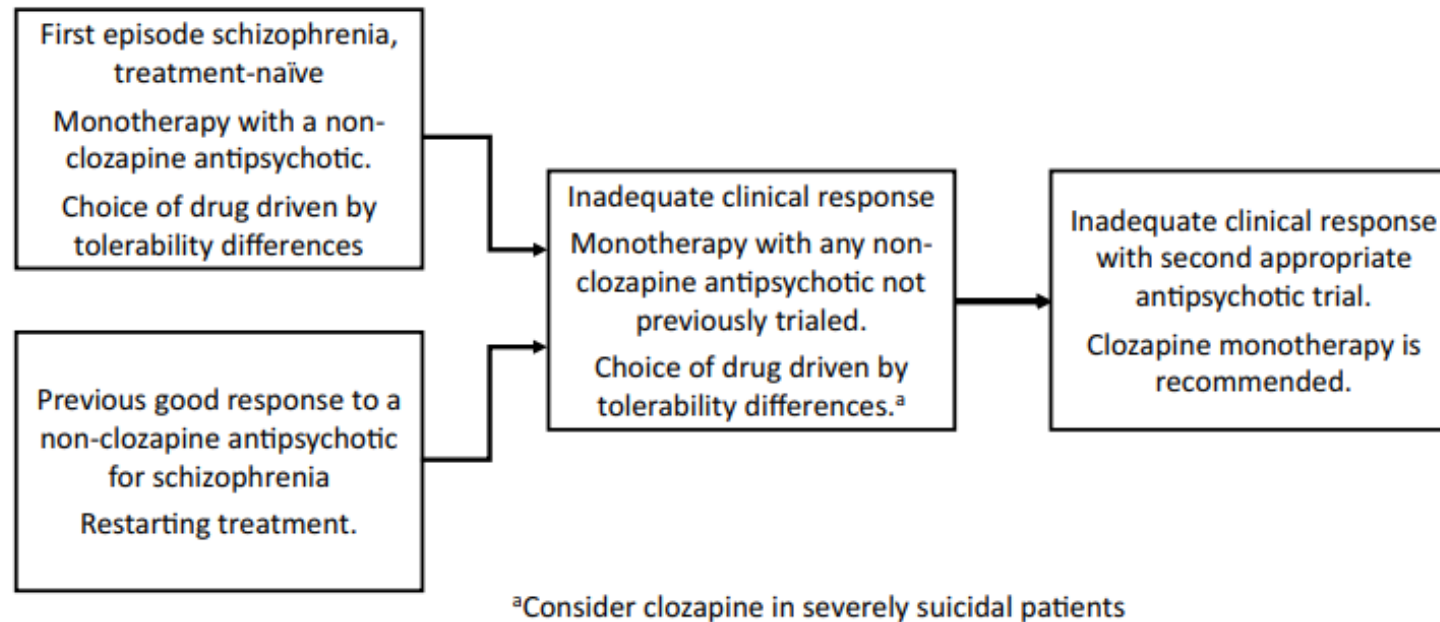 First episode schizophrenia,
treatment-naïve
Monotherapy with a non-
clozapine antipsychotic.
Choice of drug driven by
tolerability differences
Previous good response to a
non-clozapine antipsychotic
for schizophrenia
Restarting treatment.
Inadequate clinical response
Monotherapy with any non-
clozapine antipsychotic not
previously trialed.
Choice of drug driven by
tolerability differences.ᵃ
Inadequate clinical response
with second appropriate
antipsychotic trial.
Clozapine monotherapy is
recommended.
ᵃConsider clozapine in severely suicidal patients